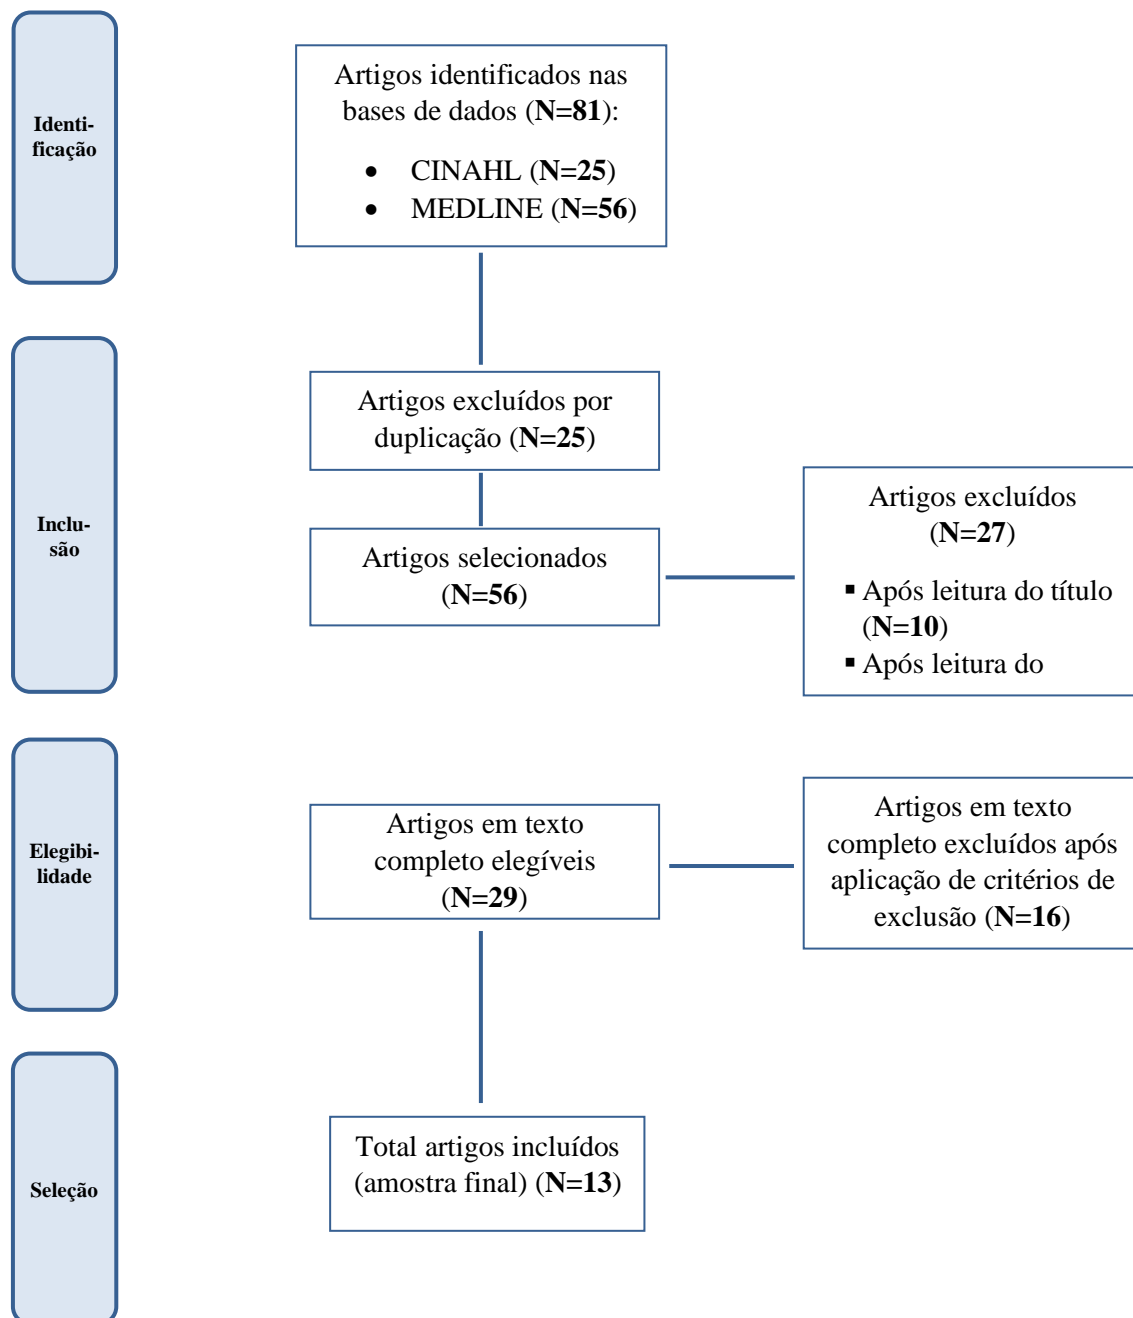 Identi-
ficação
Artigos identificados nas
bases de dados (N=81):
• CINAHL (N=25)
• MEDLINE (N=56)
Inclu-
são
Artigos excluídos por
duplicação (N=25)
Artigos selecionados
(N=56)
Artigos excluídos
(N=27)
▪ Após leitura do título
(N=10)
▪ Após leitura do
Elegibi-
lidade
Artigos em texto
completo elegíveis
(N=29)
Artigos em texto
completo excluídos após
aplicação de critérios de
exclusão (N=16)
Seleção
Total artigos incluídos
(amostra final) (N=13)